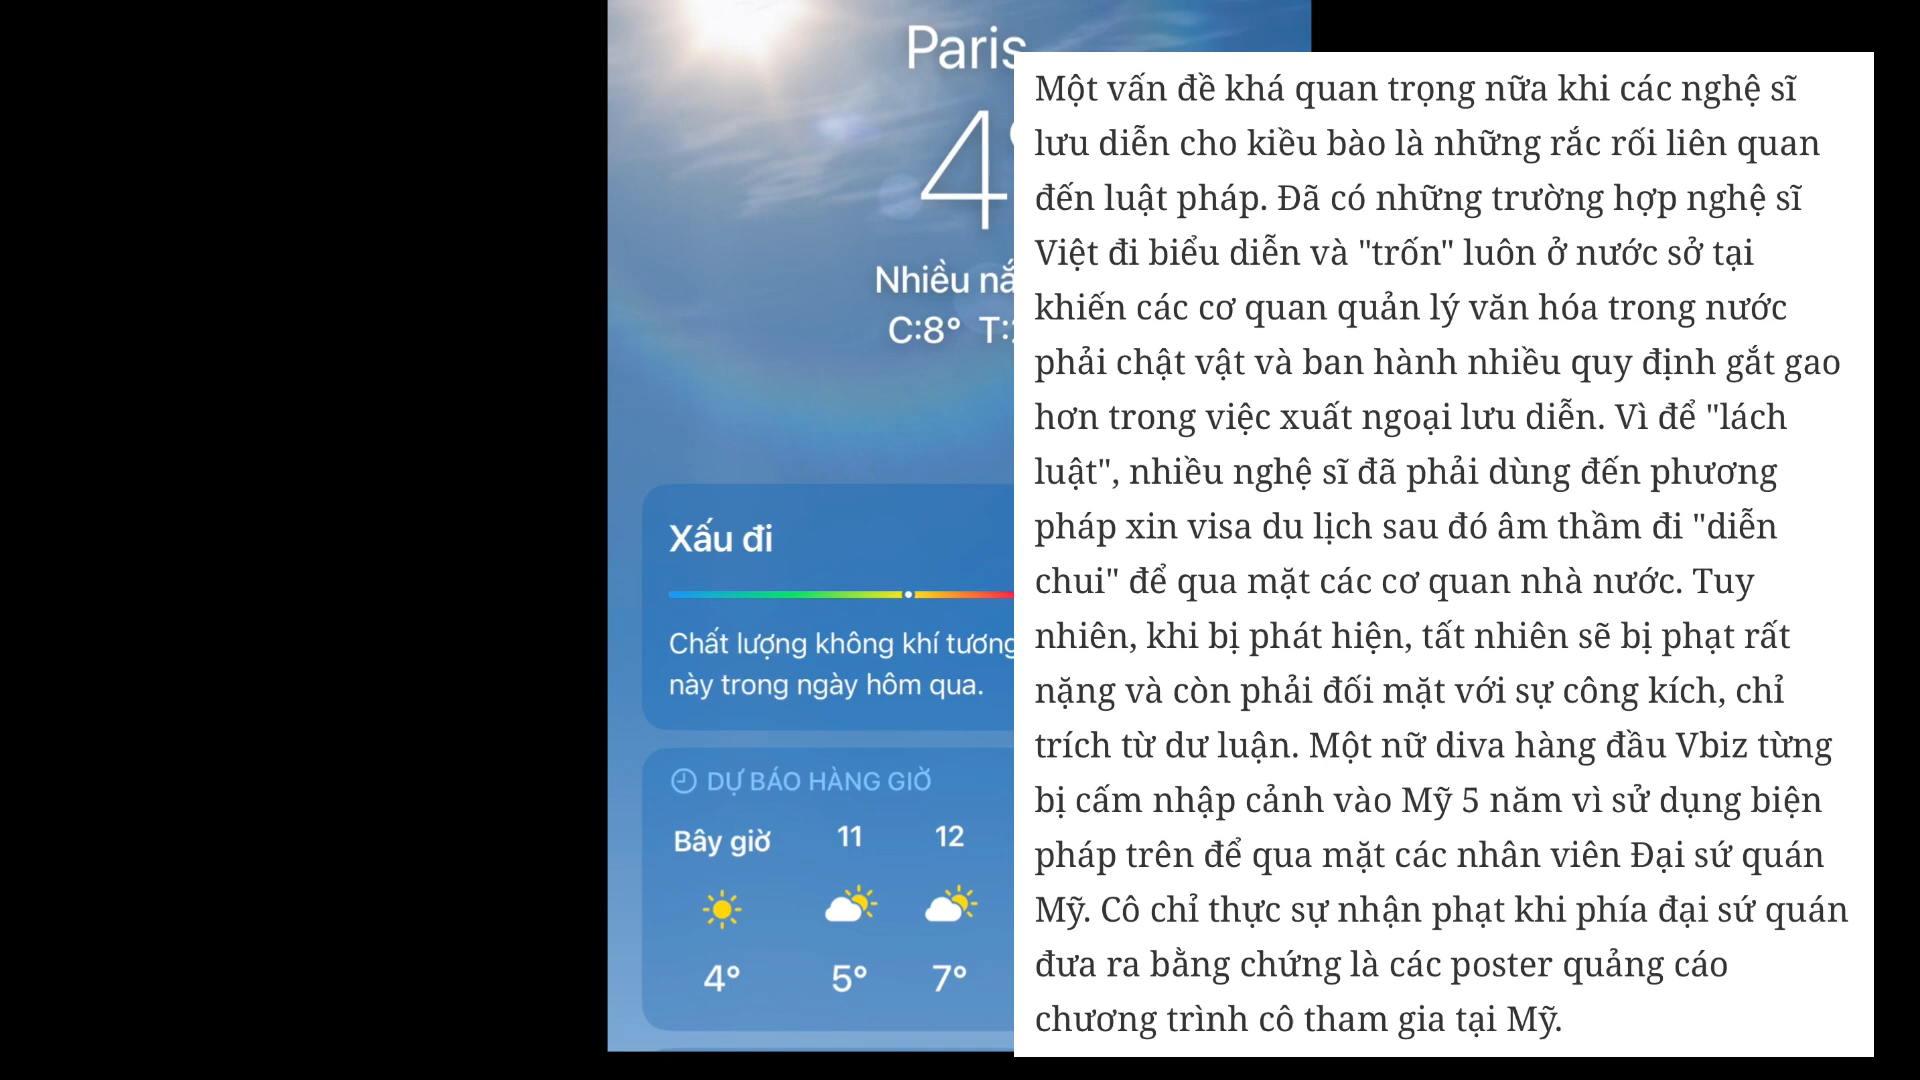 Paris
4°
Nhiều
C:8° T:
Xấu đi
Chất lượng không khí tương
này trong ngày hôm qua.
DỰ BÁO HÀNG GIỜ
Bây giờ 11 12
4° 5° 7°
Một vấn đề khá quan trọng nữa khi các nghệ sĩ
lưu diễn cho kiều bào là những rắc rối liên quan
đến luật pháp. Đã có những trường hợp nghệ sĩ
Việt đi biểu diễn và "trốn" luôn ở nước sở tại
khiến các cơ quan quản lý văn hóa trong nước
phải chật vật và ban hành nhiều quy định gắt gao
hơn trong việc xuất ngoại lưu diễn. Vì để "lách
luật", nhiều nghệ sĩ đã phải dùng đến phương
pháp xin visa du lịch sau đó âm thầm đi "diễn
chui" để qua mặt các cơ quan nhà nước. Tuy
nhiên, khi bị phát hiện, tất nhiên sẽ bị phạt rất
nặng và còn phải đối mặt với sự công kích, chỉ
trích từ dư luận. Một nữ diva hàng đầu Vbiz từng
bị cấm nhập cảnh vào Mỹ 5 năm vì sử dụng biện
pháp trên để qua mặt các nhân viên Đại sứ quán
Mỹ. Cô chỉ thực sự nhận phạt khi phía đại sứ quán
đưa ra bằng chứng là các poster quảng cáo
chương trình cô tham gia tại Mỹ.